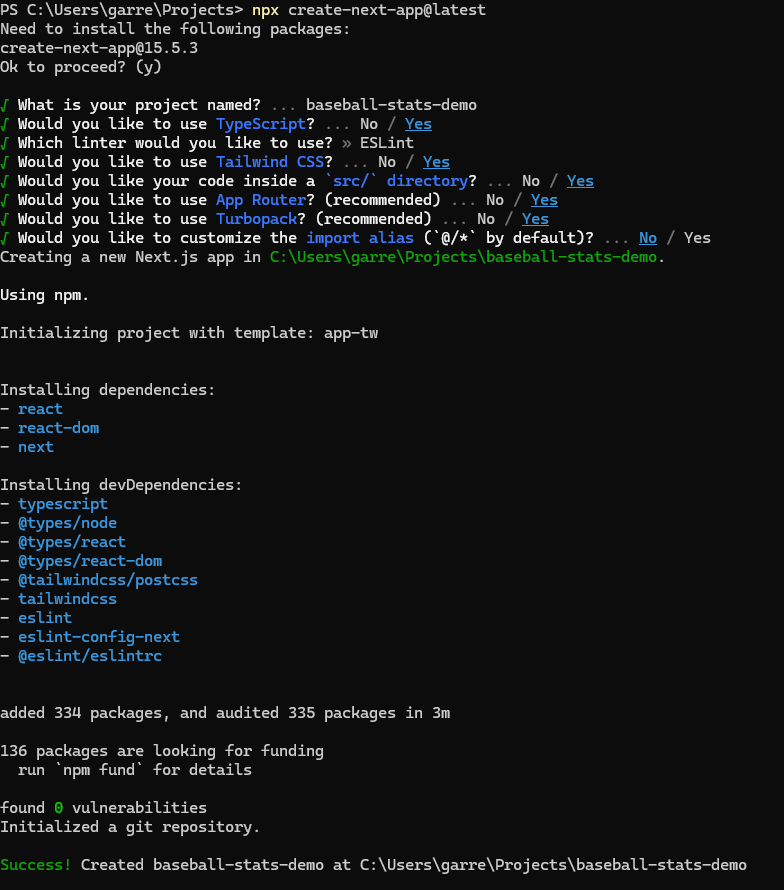 PS C:\Users\garre\Projects> npx create-next-app@latest
Need to install the following packages:
create-next-app@15.5.3
Ok to proceed? (y)
√ What is your project named? ... baseball-stats-demo
√ Would you like to use TypeScript? ... No / Yes
√ Which linter would you like to use? » ESLint
√ Would you like to use Tailwind CSS? ... No / Yes
√ Would you like your code inside a `src/` directory? ... No / Yes
√ Would you like to use App Router? (recommended) ... No / Yes
√ Would you like to use Turbopack? (recommended) ... No / Yes
√ Would you like to customize the import alias (`@/*` by default)? ... No / Yes
Creating a new Next.js app in C:\Users\garre\Projects\baseball-stats-demo.
Using npm.
Initializing project with template: app-tw
Installing dependencies:
- react
- react-dom
- next
Installing devDependencies:
- typescript
- @types/node
- @types/react
- @types/react-dom
- @tailwindcss/postcss
- tailwindcss
- eslint
- eslint-config-next
- @eslint/eslintrc
added 334 packages, and audited 335 packages in 3m
136 packages are looking for funding
  run `npm fund` for details
found 0 vulnerabilities
Initialized a git repository.
Success! Created baseball-stats-demo at C:\Users\garre\Projects\baseball-stats-demo